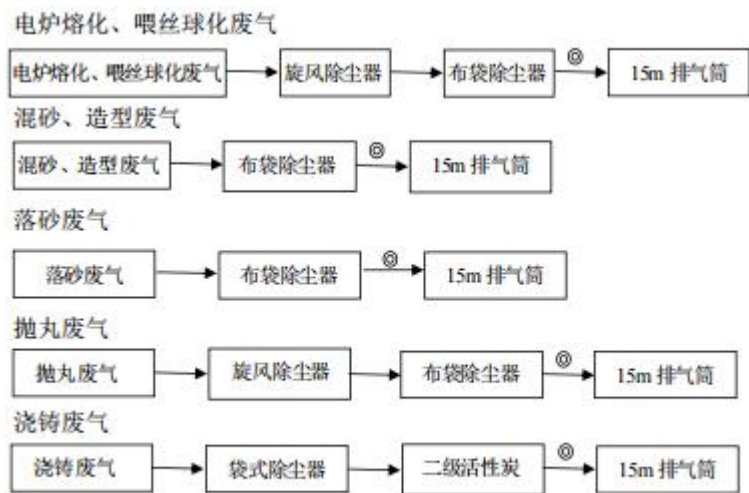 电炉熔化、喂丝球化废气
电炉熔化、喂丝球化废气 旋风除尘器 布袋除尘器 ◎ 15m 排气筒
混砂、造型废气
混砂、造型废气 布袋除尘器 ◎ 15m 排气筒
落砂废气
落砂废气 布袋除尘器 ◎ 15m 排气筒
抛丸废气
抛丸废气 旋风除尘器 布袋除尘器 ◎ 15m 排气筒
浇铸废气
浇铸废气 袋式除尘器 二级活性炭 ◎ 15m 排气筒